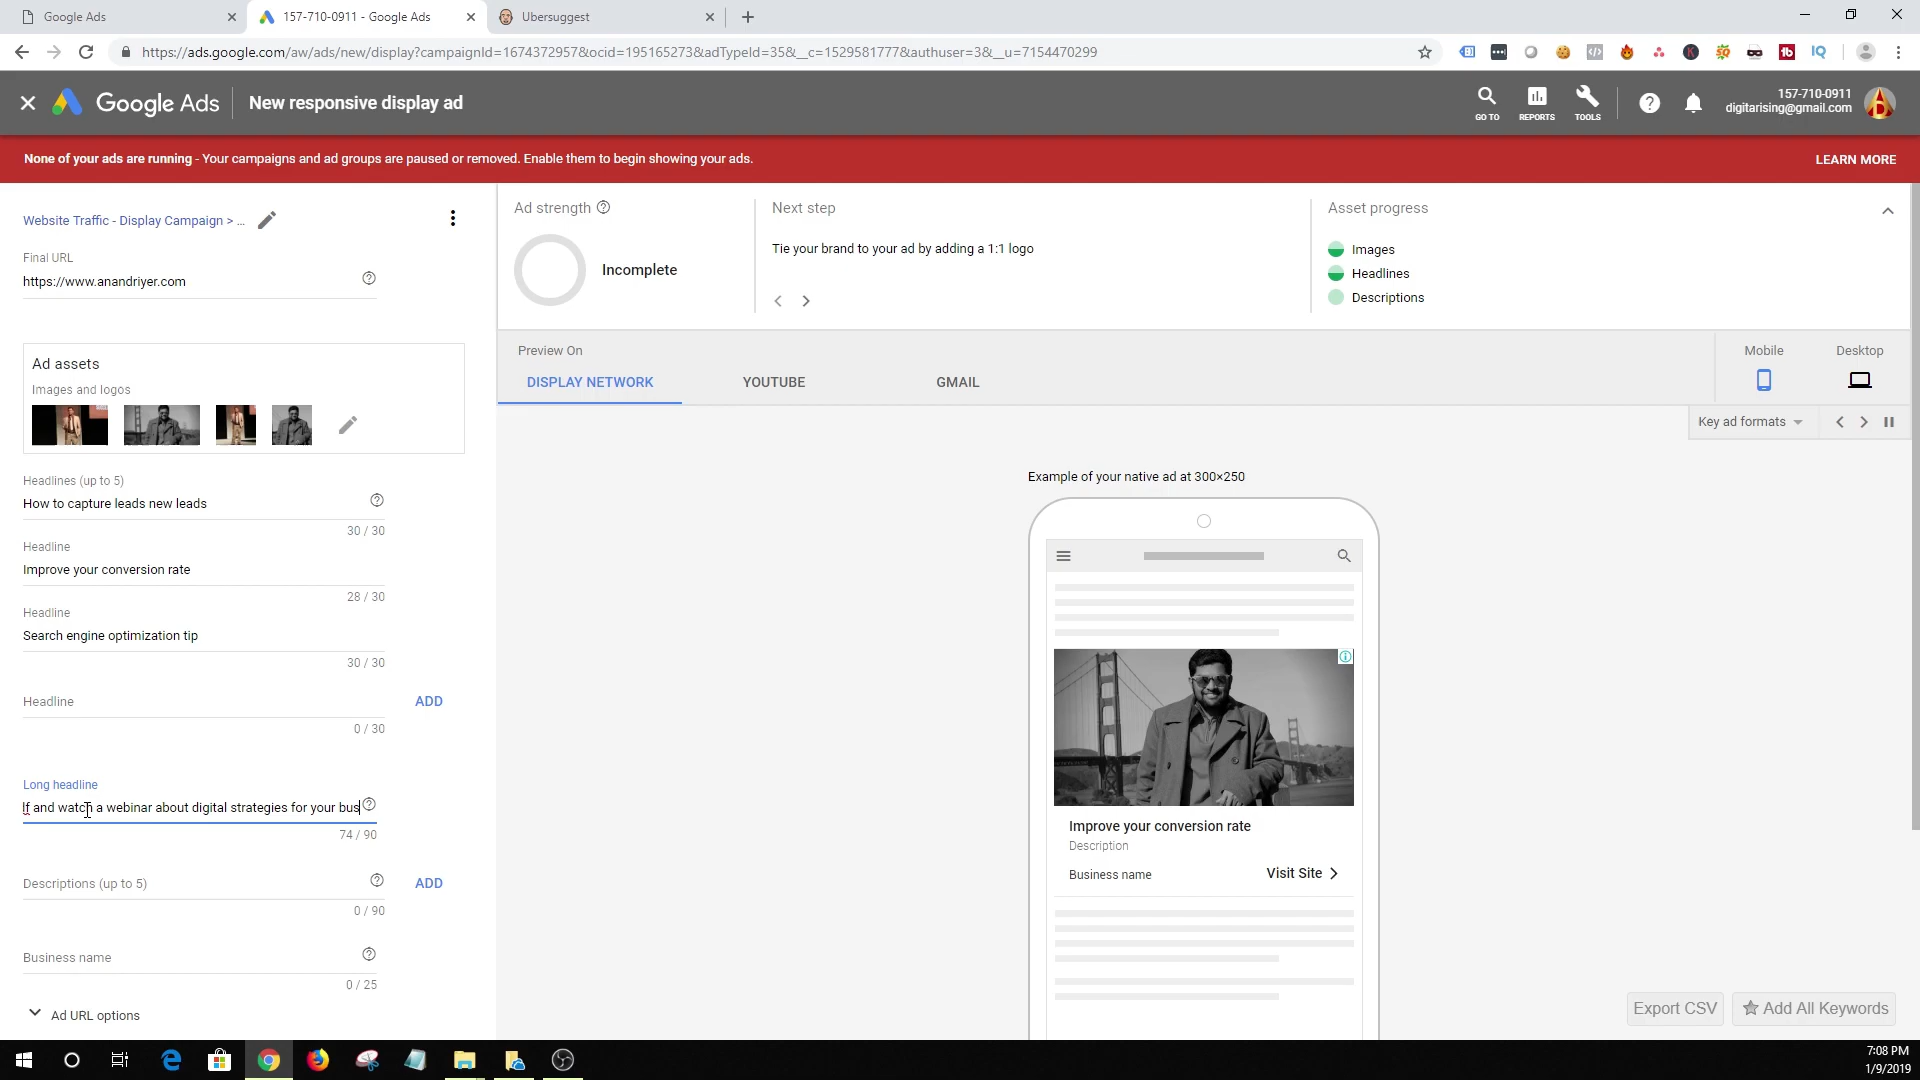 Google Ads
157-710-0911 - Google Ads
Ubersuggest
https://ads.google.com/aw/ads/new/display?campaignId=1674372957&ocid=195165273&adTypeId=35&__c=1529581777&authuser=3&__u=7154470299
Google Ads
New responsive display ad
GO TO
REPORTS
TOOLS
157-710-0911
digitarising@gmail.com
None of your ads are running - Your campaigns and ad groups are paused or removed. Enable them to begin showing your ads.
LEARN MORE
Website Traffic - Display Campaign > ...
Final URL
https://www.anandriyer.com
Ad strength
Incomplete
Next step
Tie your brand to your ad by adding a 1:1 logo
Asset progress
Images
Headlines
Descriptions
Ad assets
Images and logos
Headlines (up to 5)
How to capture leads new leads
30 / 30
Headline
Improve your conversion rate
28 / 30
Headline
Search engine optimization tip
30 / 30
Headline
ADD
0 / 30
Long headline
lf and watch a webinar about digital strategies for your bus
74 / 90
Descriptions (up to 5)
ADD
0 / 90
Business name
0 / 25
Ad URL options
Preview On
DISPLAY NETWORK
YOUTUBE
GMAIL
Mobile
Desktop
Key ad formats
Example of your native ad at 300×250
Improve your conversion rate
Description
Business name
Visit Site
Export CSV
Add All Keywords
7:08 PM
1/9/2019